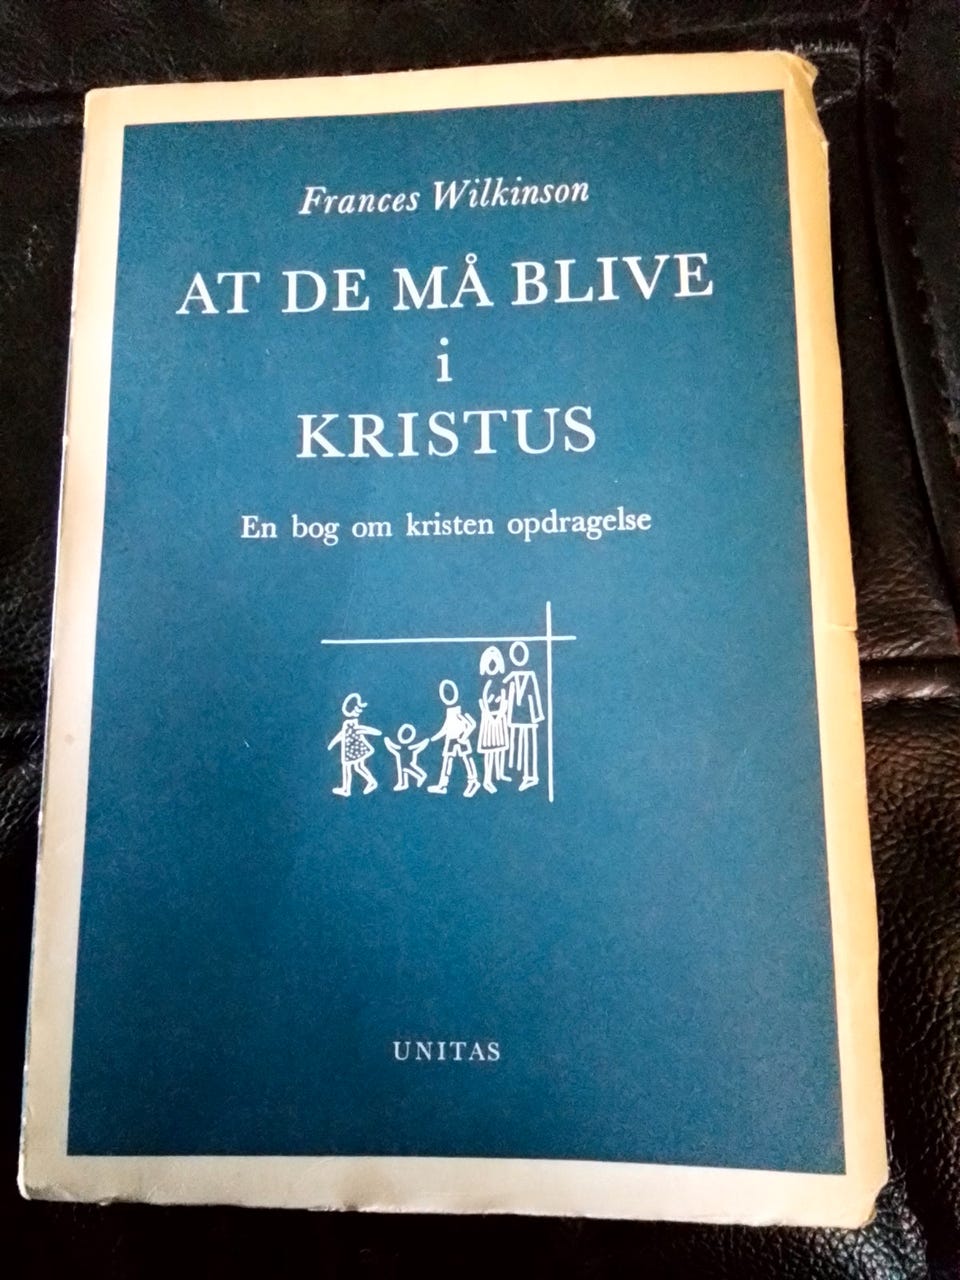 Frances Wilkinson
AT DE MÅ BLIVE
i
KRISTUS
En bog om kristen opdragelse
UNITAS